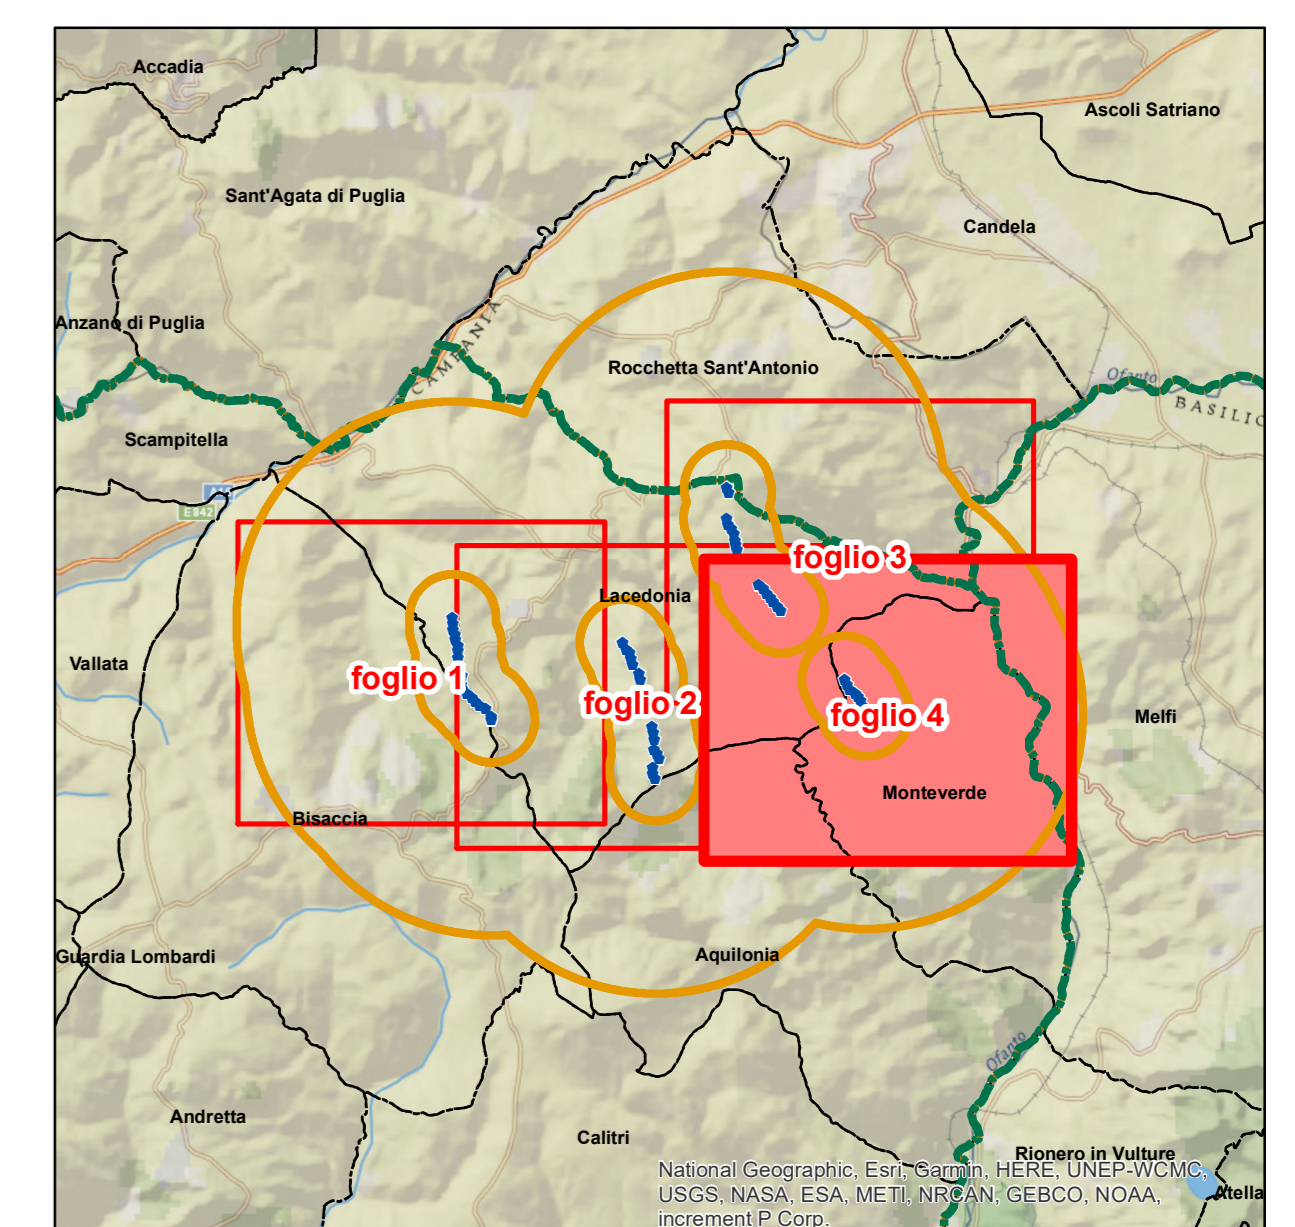 Accadia
Ascoli Satriano
Sant'Agata di Puglia
Candela
Anzano di Puglia
CAMPANIA
Rocchetta Sant'Antonio
Ofanto
BASILIC
Scampitella
E842
foglio 3
Lacedonia
Vallata
foglio 1
foglio 2
foglio 4
Melfi
Monteverde
Bisaccia
Guardia Lombardi
Aquilonia
Ofanto
Andretta
Calitri
Rionero in Vulture
Atella
National Geographic, Esri, Garmin, HERE, UNEP-WCMC,
USGS, NASA, ESA, METI, NRCAN, GEBCO, NOAA,
increment P Corp.